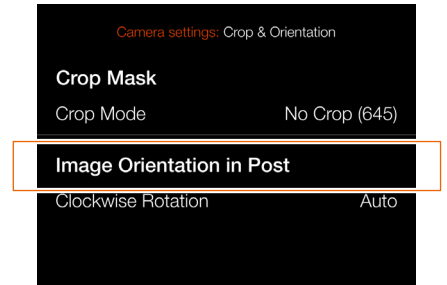 Camera settings: Crop & Orientation
Crop Mask
Crop Mode No Crop (645)
Image Orientation in Post
Clockwise Rotation Auto